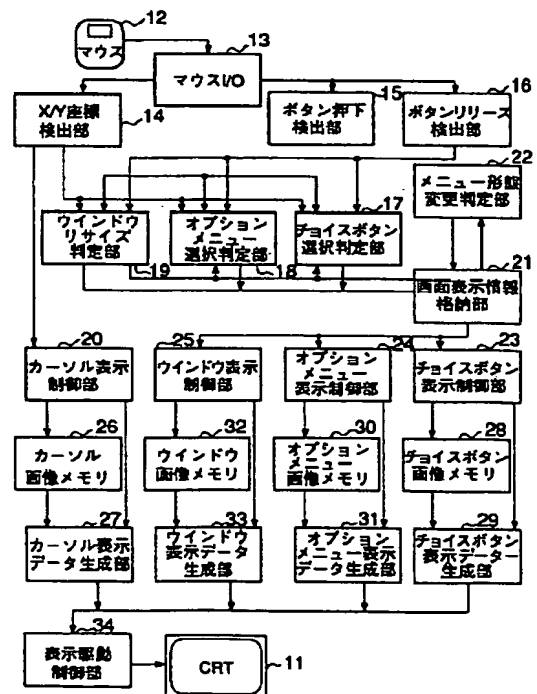 12
マウス
13
マウスI/O
X/Y座標
検出部
14
ボタン押下
検出部
15
ボタンリリーズ
検出部
16
メニュー形態
変更判定部
22
ウインドウ
リサイズ
判定部
19
オプション
メニュー
選択判定部
18
チョイスボタン
選択判定部
17
画面表示情報
格納部
21
カーソル表示
制御部
20
ウインドウ表示
制御部
25
オプション
メニュー
表示制御部
24
チョイスボタン
表示制御部
23
カーソル
画像メモリ
26
ウインドウ
画像メモリ
32
オプション
メニュー
画像メモリ
30
チョイスボタン
画像メモリ
28
カーソル表示
データ生成部
27
ウインドウ
表示データ
生成部
33
オプション
メニュー表示
データ生成部
31
チョイスボタン
表示データー
生成部
29
表示駆動
制御部
34
CRT
11